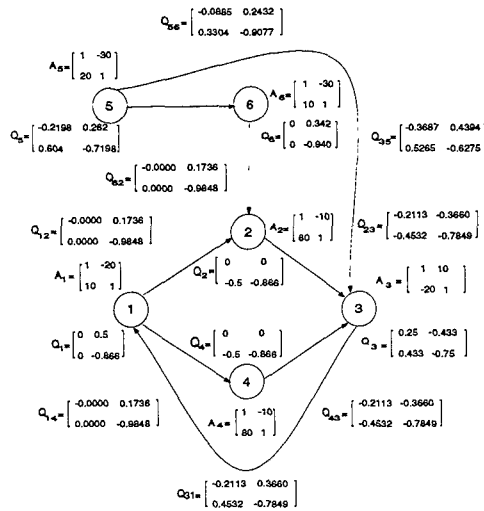 Q56= [ -0.0885 0.2432
0.3304 -0.9077 ]
A5= [ 1 -30
20 1 ]
5
6
A6= [ 1 -30
10 1 ]
Q5= [ -0.2198 0.262
0.604 -0.7198 ]
Q6= [ 0 0.342
0 -0.940 ]
Q35= [ -0.3687 0.4394
0.5265 -0.6275 ]
Q62= [ -0.0000 0.1736
0.0000 -0.9848 ]
Q12= [ -0.0000 0.1736
0.0000 -0.9848 ]
2
A2= [ 1 -10
60 1 ]
Q23= [ -0.2113 -0.3660
-0.4532 -0.7849 ]
A1= [ 1 -20
10 1 ]
Q2= [ 0 0
-0.5 -0.866 ]
A3= [ 1 10
-20 1 ]
1
3
Q1= [ 0 0.5
0 -0.866 ]
Q4= [ 0 0
-0.5 -0.866 ]
Q3= [ 0.25 -0.433
0.433 -0.75 ]
4
Q14= [ -0.0000 0.1736
0.0000 -0.9848 ]
A4= [ 1 -10
80 1 ]
Q43= [ -0.2113 -0.3660
-0.4532 -0.7849 ]
Q31= [ -0.2113 0.3660
0.4532 -0.7849 ]